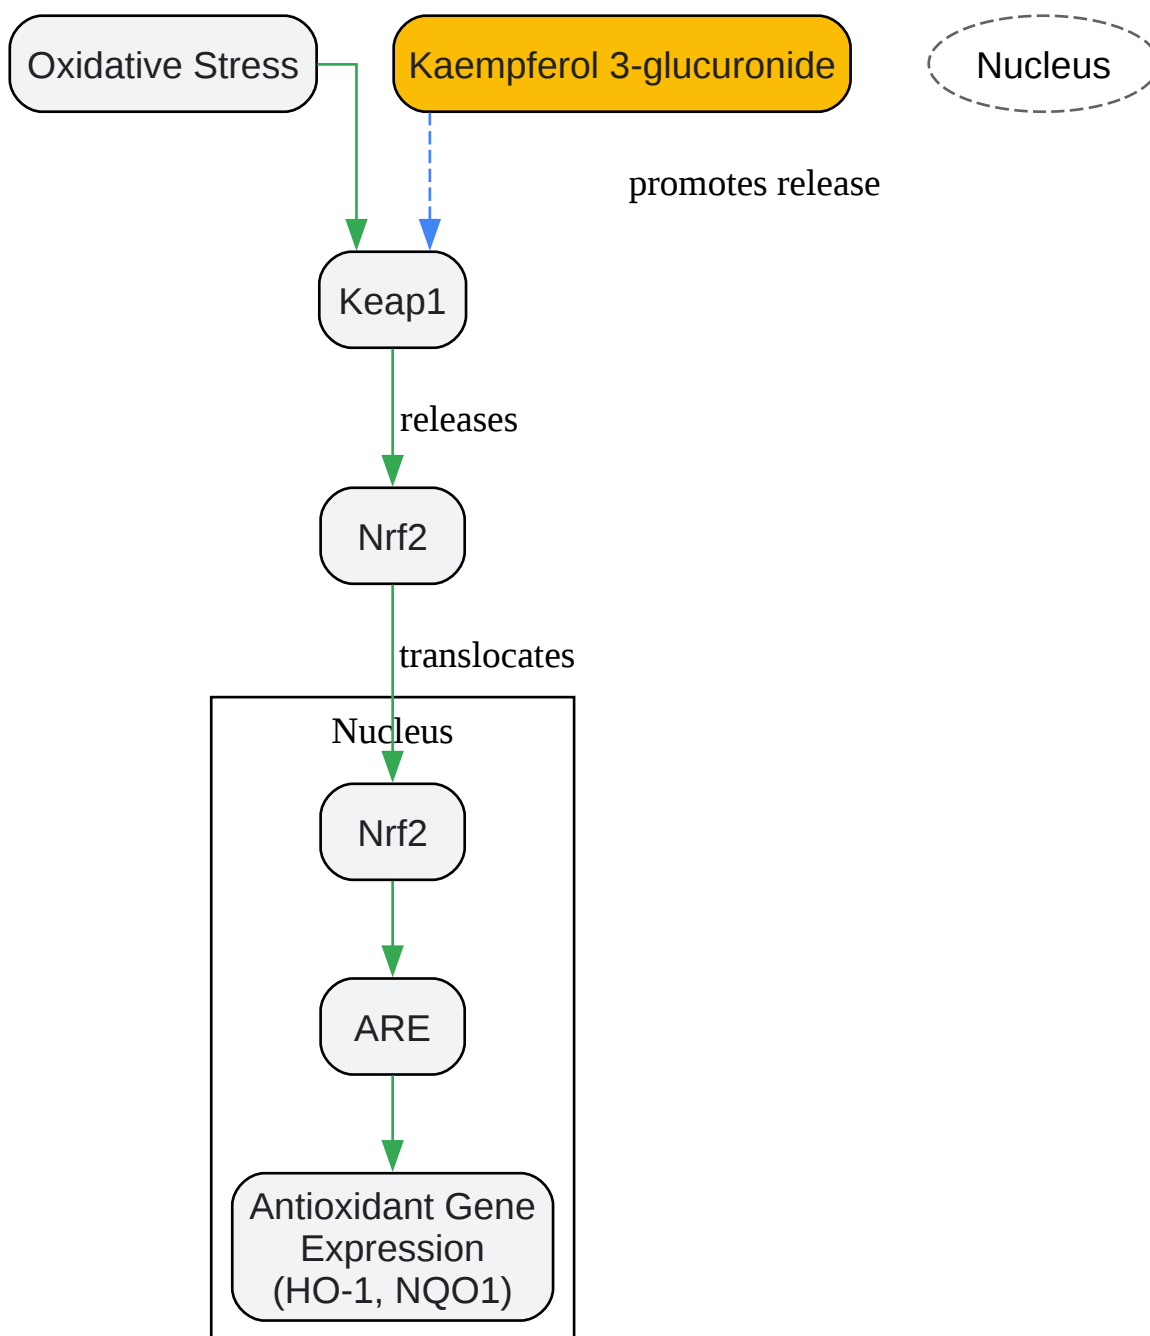 Oxidative Stress
Kaempferol 3-glucuronide
Nucleus
promotes release
Keap1
releases
Nrf2
translocates
Nucleus
Nrf2
ARE
Antioxidant Gene
Expression
(HO-1, NQO1)